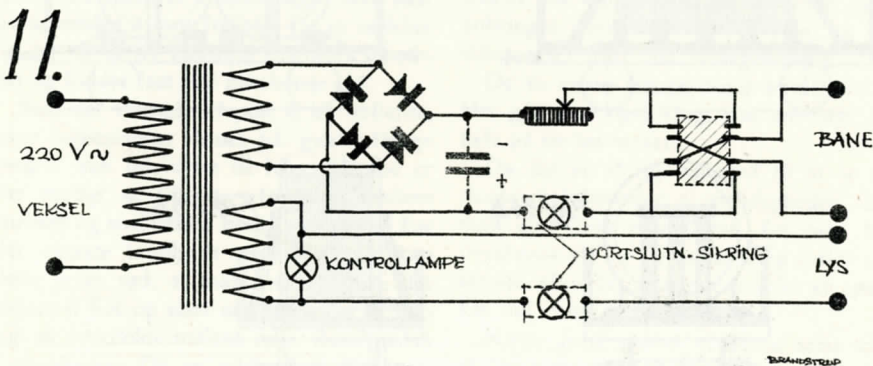 11.
220 V ~
VEKSEL
-
+
BANE
KONTROLLAMPE
KORTSLUTN. SIKRING
LYS
BRANDSTRUP